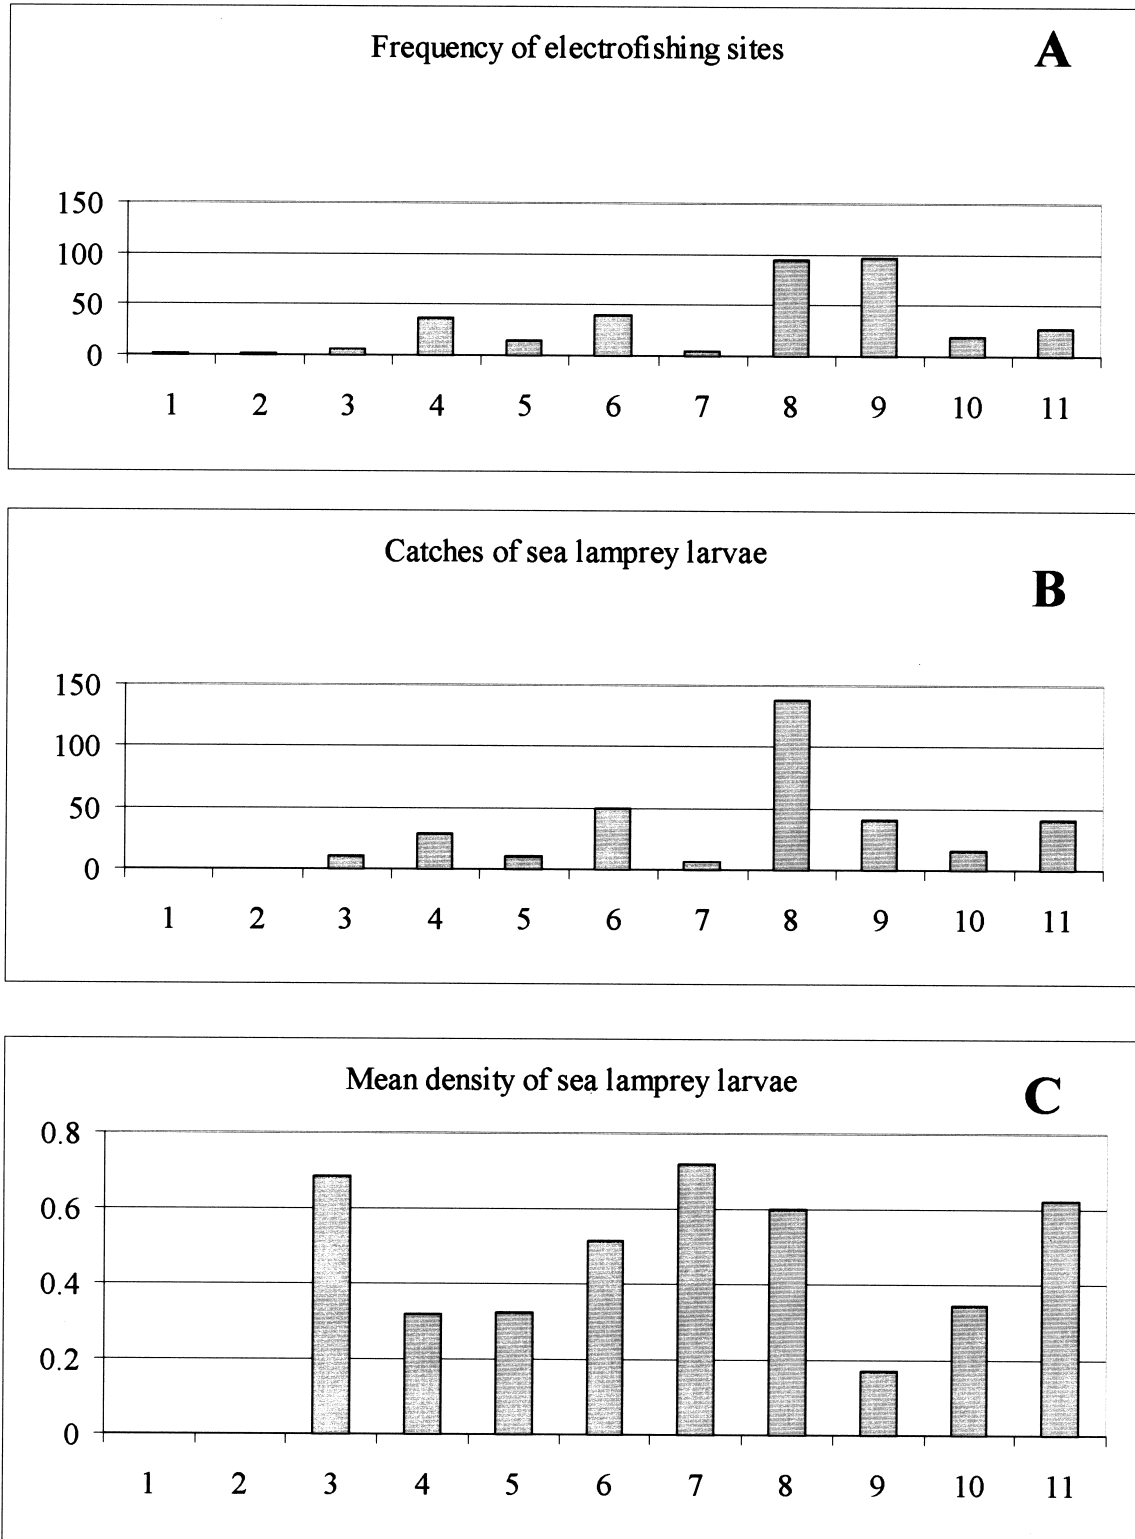 Frequency of electrofishing sites
A
150
100
50
0
1 2 3 4 5 6 7 8 9 10 11
Catches of sea lamprey larvae
B
150
100
50
0
1 2 3 4 5 6 7 8 9 10 11
Mean density of sea lamprey larvae
C
0.8
0.6
0.4
0.2
0
1 2 3 4 5 6 7 8 9 10 11